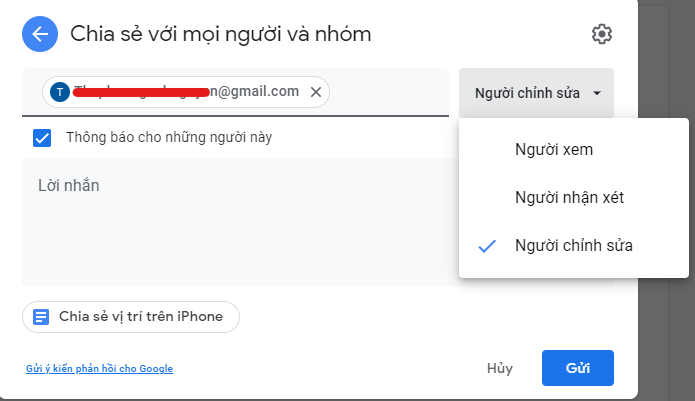 Chia sẻ với mọi người và nhóm
T n@gmail.com
Người chỉnh sửa
Thông báo cho những người này
Người xem
Lời nhắn
Người nhận xét
Người chỉnh sửa
Chia sẻ vị trí trên iPhone
Gửi ý kiến phản hồi cho Google
Hủy
Gửi